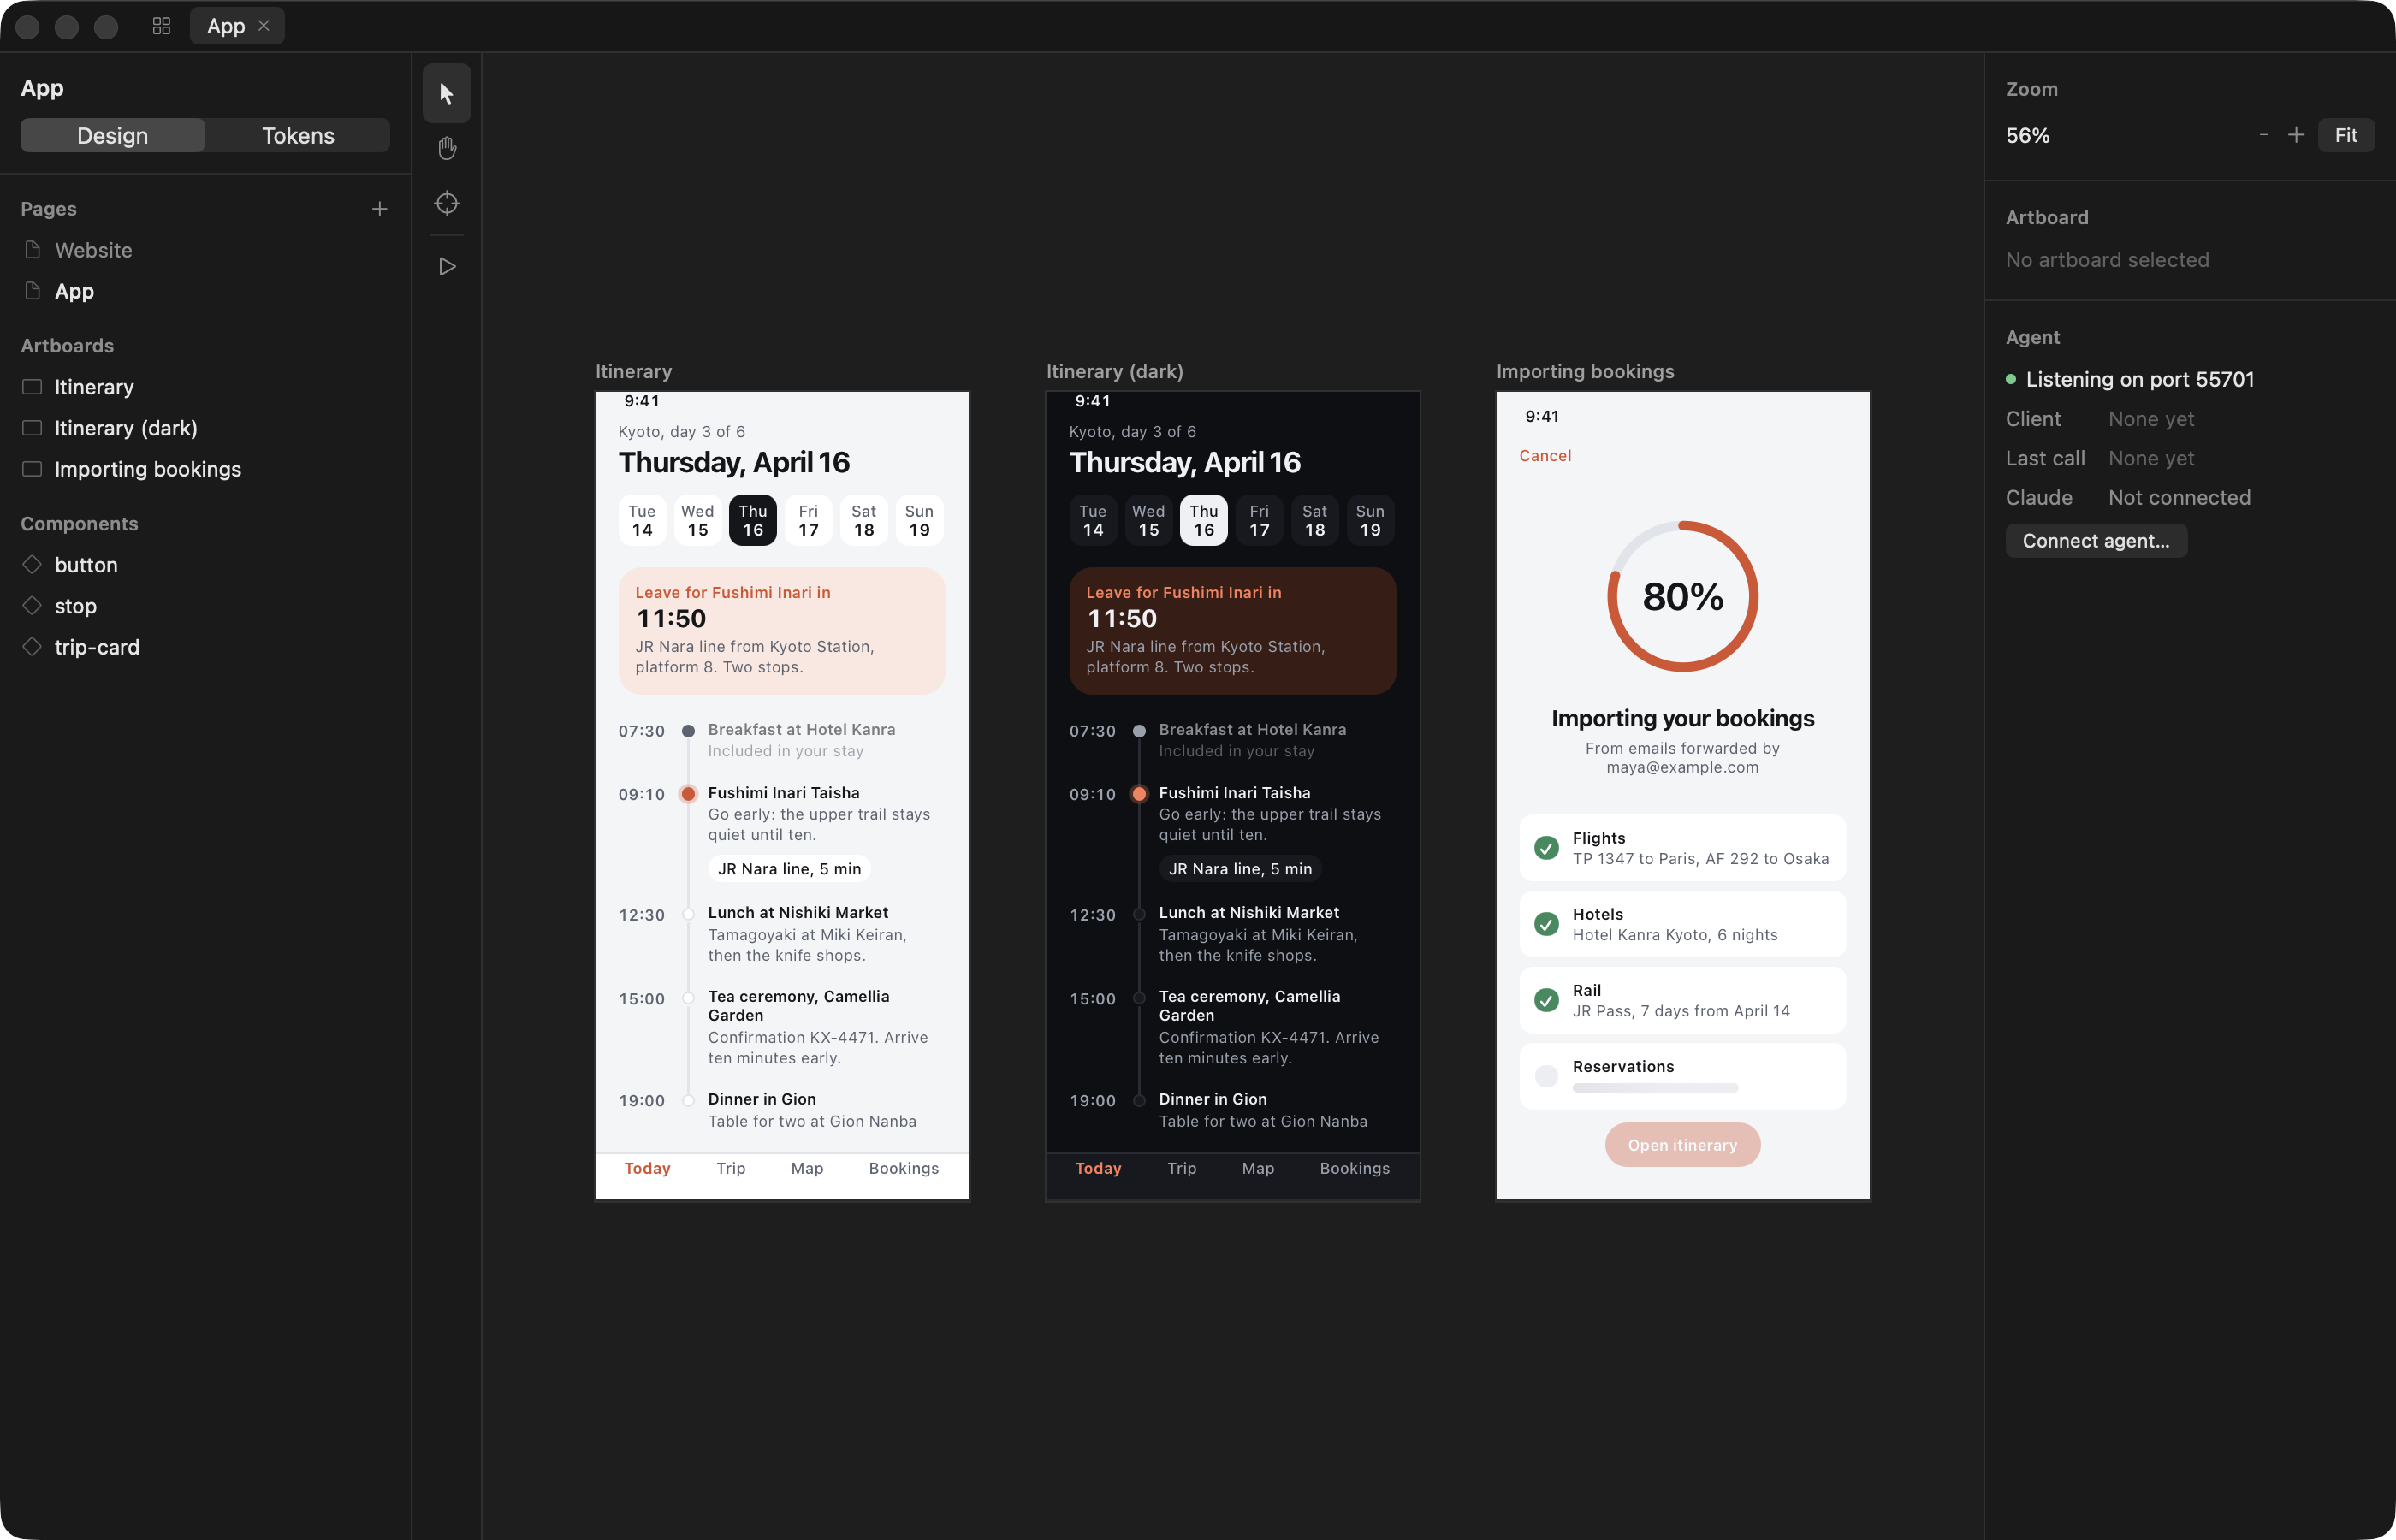 App
App
Design
Tokens
Pages
Website
App
Artboards
Itinerary
Itinerary (dark)
Importing bookings
Components
button
stop
trip-card
Itinerary
9:41
Kyoto, day 3 of 6
Thursday, April 16
Tue Wed Thu Fri Sat Sun
14 15 16 17 18 19
Leave for Fushimi Inari in
11:50
JR Nara line from Kyoto Station,
platform 8. Two stops.
07:30 Breakfast at Hotel Kanra
Included in your stay
09:10 Fushimi Inari Taisha
Go early: the upper trail stays
quiet until ten.
JR Nara line, 5 min
12:30 Lunch at Nishiki Market
Tamagoyaki at Miki Keiran,
then the knife shops.
15:00 Tea ceremony, Camellia
Garden
Confirmation KX-4471. Arrive
ten minutes early.
19:00 Dinner in Gion
Table for two at Gion Nanba
Today Trip Map Bookings
Itinerary (dark)
9:41
Kyoto, day 3 of 6
Thursday, April 16
Tue Wed Thu Fri Sat Sun
14 15 16 17 18 19
Leave for Fushimi Inari in
11:50
JR Nara line from Kyoto Station,
platform 8. Two stops.
07:30 Breakfast at Hotel Kanra
Included in your stay
09:10 Fushimi Inari Taisha
Go early: the upper trail stays
quiet until ten.
JR Nara line, 5 min
12:30 Lunch at Nishiki Market
Tamagoyaki at Miki Keiran,
then the knife shops.
15:00 Tea ceremony, Camellia
Garden
Confirmation KX-4471. Arrive
ten minutes early.
19:00 Dinner in Gion
Table for two at Gion Nanba
Today Trip Map Bookings
Importing bookings
9:41
Cancel
80%
Importing your bookings
From emails forwarded by
maya@example.com
Flights
TP 1347 to Paris, AF 292 to Osaka
Hotels
Hotel Kanra Kyoto, 6 nights
Rail
JR Pass, 7 days from April 14
Reservations
Open itinerary
Zoom
56% - + Fit
Artboard
No artboard selected
Agent
Listening on port 55701
Client None yet
Last call None yet
Claude Not connected
Connect agent...